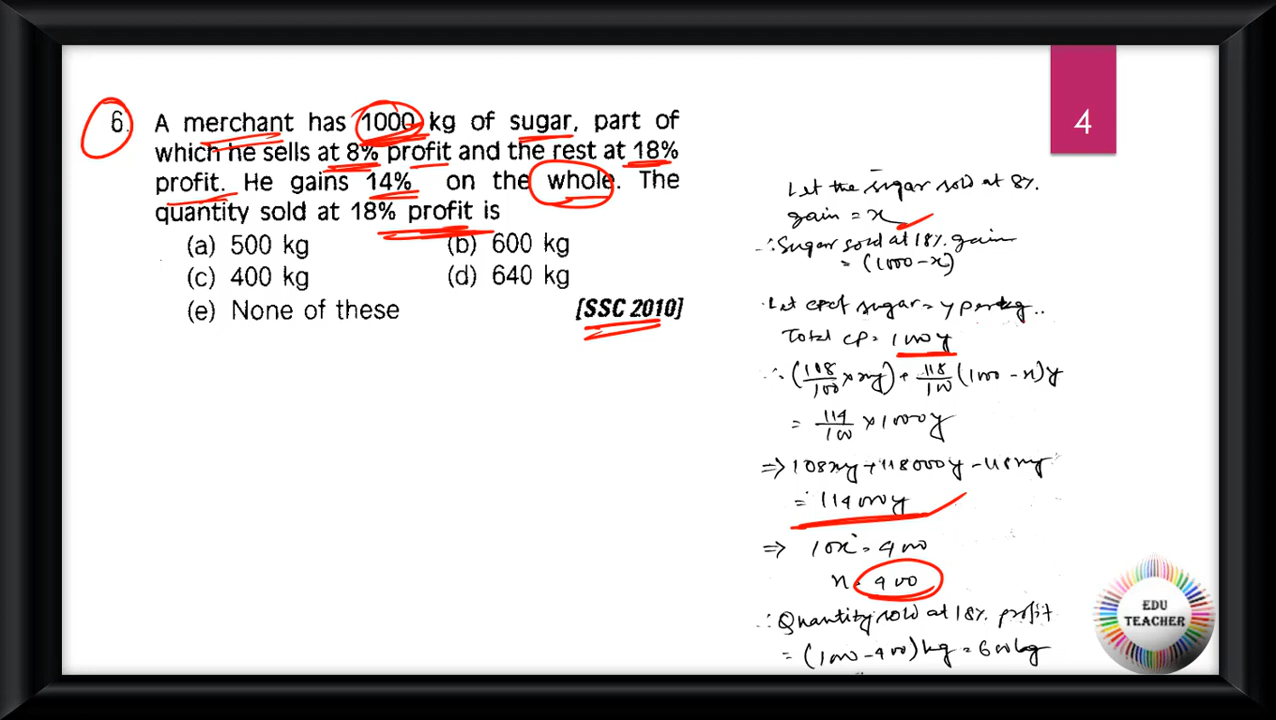 4
6. A merchant has 1000 kg of sugar, part of
which he sells at 8% profit and the rest at 18%
profit. He gains 14% on the whole. The
quantity sold at 18% profit is
(a) 500 kg (b) 600 kg
(c) 400 kg (d) 640 kg
(e) None of these [SSC 2010]
Let the sugar sold at 8%.
gain = x
∴ Sugar sold at 18%. gain
= (1000 - x)
Let CP of sugar = y per kg..
Total CP = 1000y
∴ (108/100 × xy) + 118/100 (1000 - x)y
= 114/100 × 1000y
⇒ 108xy + 118000y - 118xy
= 114000y
⇒ 10x = 4000
x = 400
∴ Quantity sold at 18%. profit
= (1000 - 400) kg = 600 kg
EDU
TEACHER